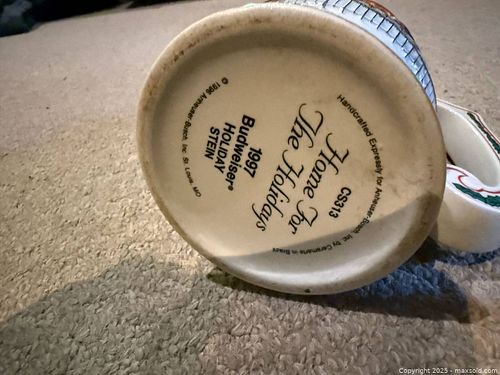 Handcrafted Expressly for Anheuser-Busch, Inc. by Ceramarte in Brazil
CS313
Home For
The Holidays
1997
Budweiser®
HOLIDAY
STEIN
© 1996 Anheuser-Busch, Inc. St. Louis, MO
Copyright 2025 - maxsold.com